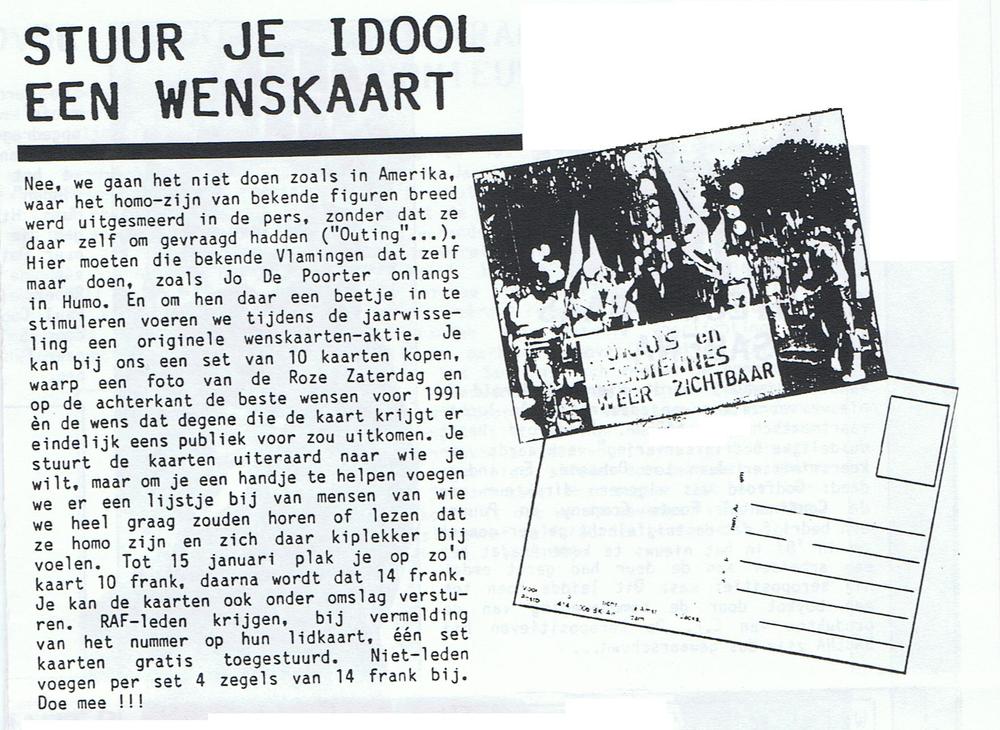 STUUR JE IDOOL
EEN WENSKAART
Nee, we gaan het niet doen zoals in Amerika,
waar het homo-zijn van bekende figuren breed
werd uitgesmeerd in de pers, zonder dat ze
daar zelf om gevraagd hadden ("Outing"...).
Hier moeten die bekende Vlamingen dat zelf
maar doen, zoals Jo De Poorter onlangs
in Humo. En om hen daar een beetje in te
stimuleren voeren we tijdens de jaarwisse-
ling een originele wenskaarten-aktie. Je
kan bij ons een set van 10 kaarten kopen,
waarp een foto van de Roze Zaterdag en
op de achterkant de beste wensen voor 1991
èn de wens dat degene die de kaart krijgt er
eindelijk eens publiek voor zou uitkomen. Je
stuurt de kaarten uiteraard naar wie je
wilt, maar om je een handje te helpen voegen
we er een lijstje bij van mensen van wie
we heel graag zouden horen of lezen dat
ze homo zijn en zich daar kiplekker bij
voelen. Tot 15 januari plak je op zo'n
kaart 10 frank, daarna wordt dat 14 frank.
Je kan de kaarten ook onder omslag verstu-
ren. RAF-leden krijgen, bij vermelding
van het nummer op hun lidkaart, één set
kaarten gratis toegestuurd. Niet-leden
voegen per set 4 zegels van 14 frank bij.
Doe mee !!!
en
WEER ZICHTBAAR